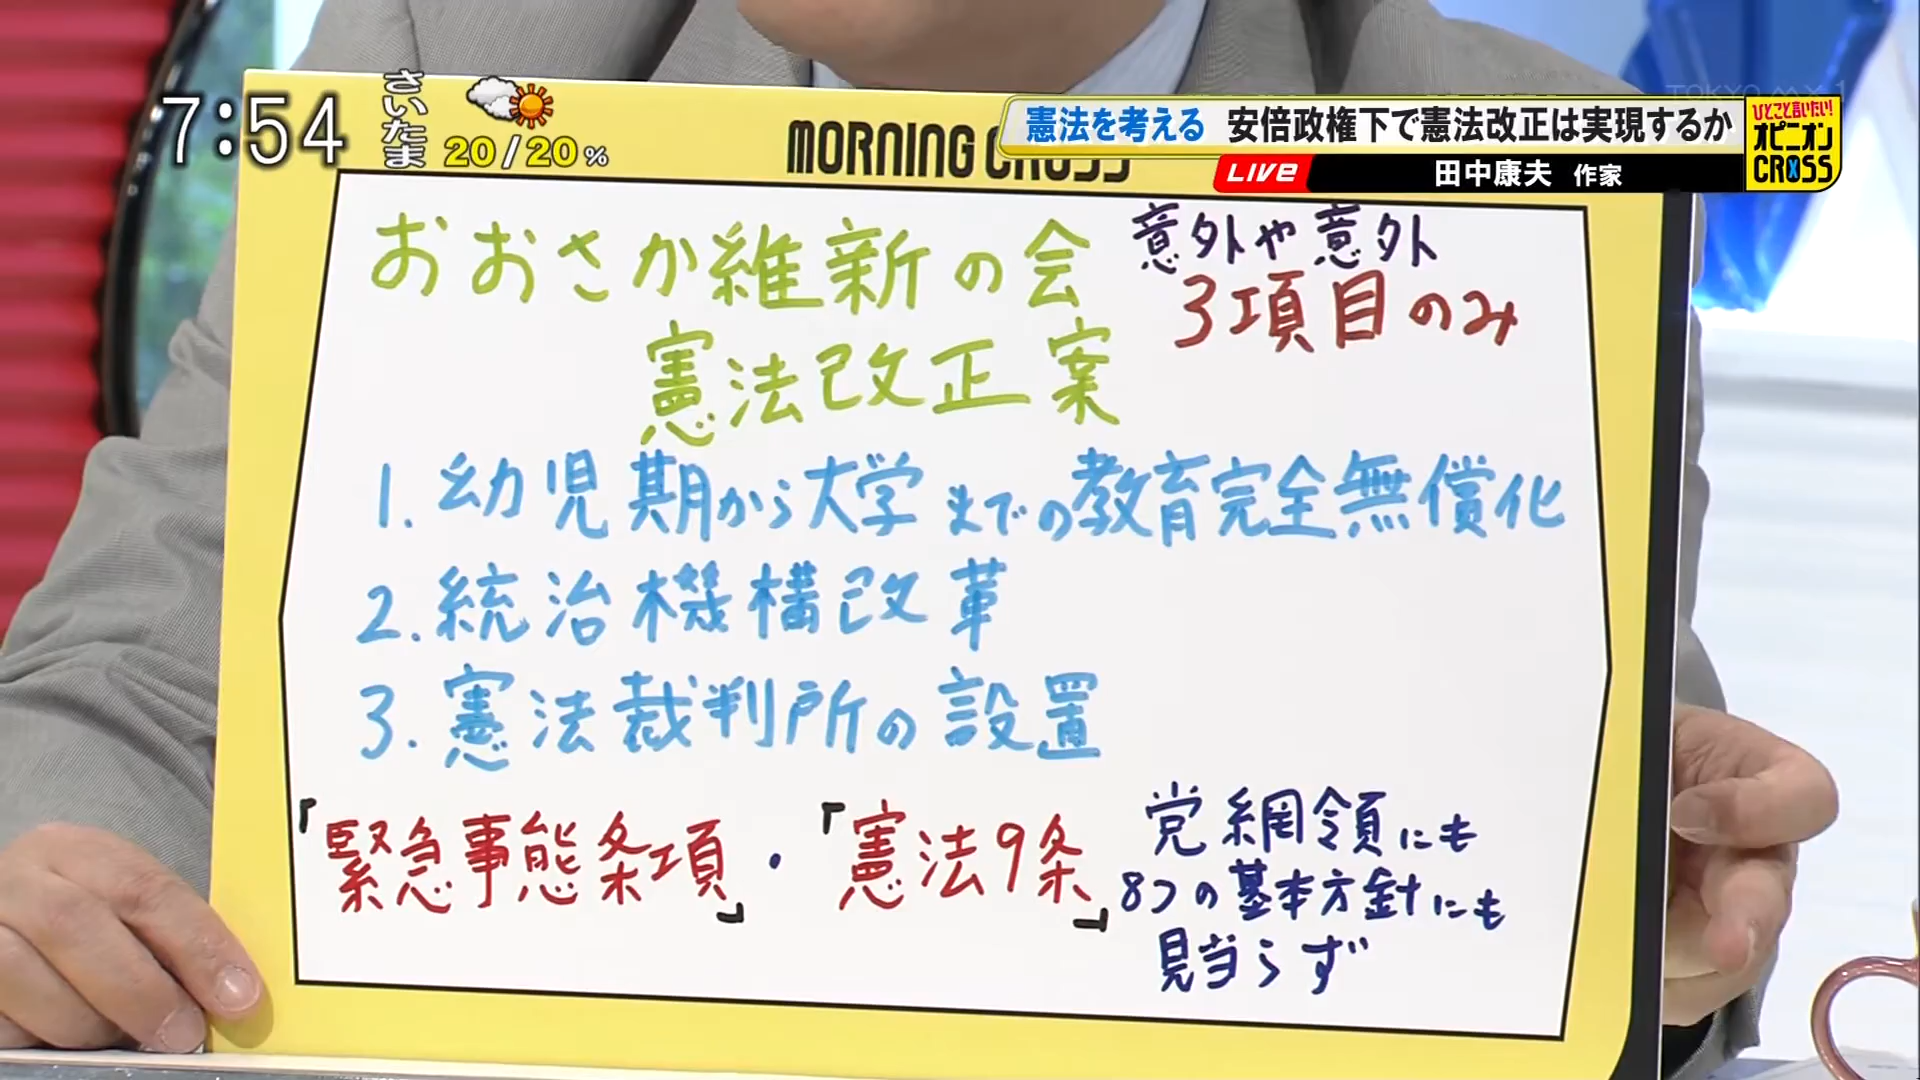 7:54
さいたま
20/20%
TOKYO MX 1
憲法を考える 安倍政権下で憲法改正は実現するか
LIVE
田中康夫 作家
ひとこと言いたい!
オピニオン
CROSS
MORNING CROSS
おおさか維新の会
憲法改正案
意外や意外
3項目のみ
1.幼児期から大学までの教育完全無償化
2.統治機構改革
3.憲法裁判所の設置
『緊急事態条項』・『憲法9条』
党綱領にも
8つの基本方針にも
見当らず